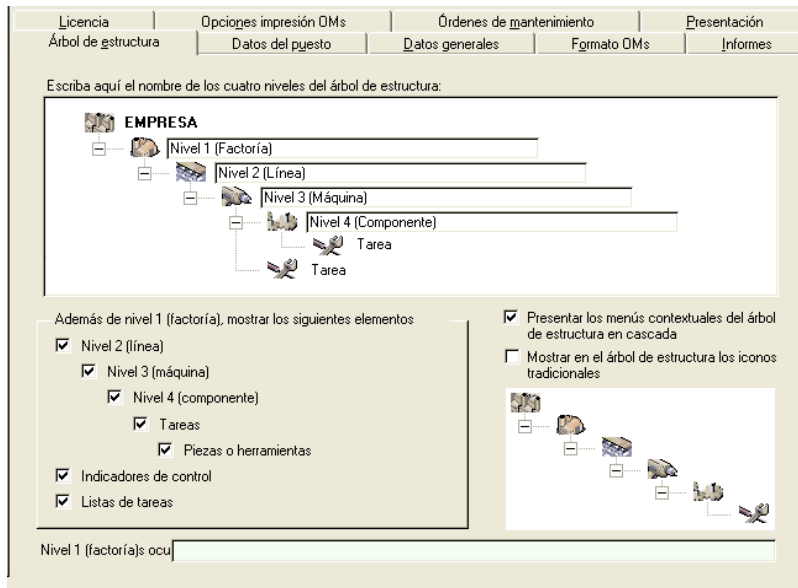 Licencia
Opciones impresión OMs
Órdenes de mantenimiento
Presentación
Árbol de estructura
Datos del puesto
Datos generales
Formato OMs
Informes
Escriba aquí el nombre de los cuatro niveles del árbol de estructura:
EMPRESA
Nivel 1 (Factoría)
Nivel 2 (Línea)
Nivel 3 (Máquina)
Nivel 4 (Componente)
Tarea
Tarea
Además de nivel 1 (factoría), mostrar los siguientes elementos
Nivel 2 (línea)
Nivel 3 (máquina)
Nivel 4 (componente)
Tareas
Piezas o herramientas
Indicadores de control
Listas de tareas
Presentar los menús contextuales del árbol
de estructura en cascada
Mostrar en el árbol de estructura los iconos
tradicionales
Nivel 1 (factoría)s ocu